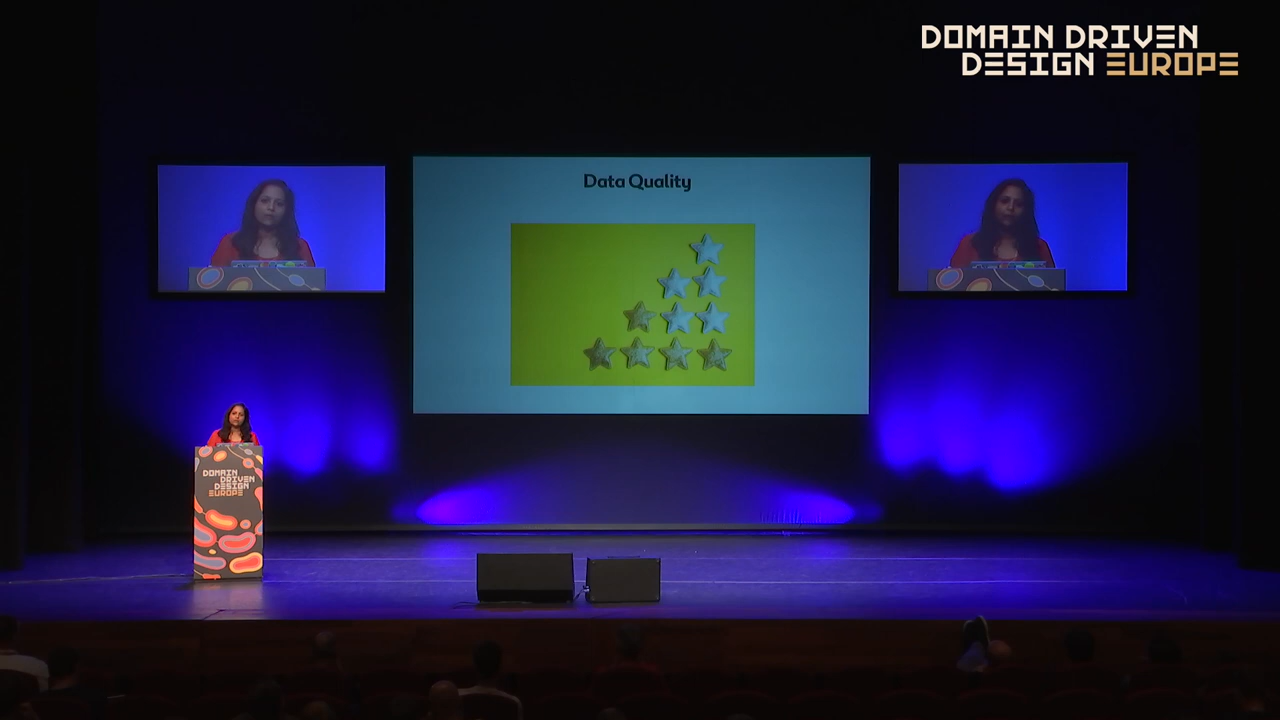 DOMAIN DRIVEN
DESIGN EUROPE
Data Quality
DOMAIN
DRIVEN
DESIGN
EUROPE